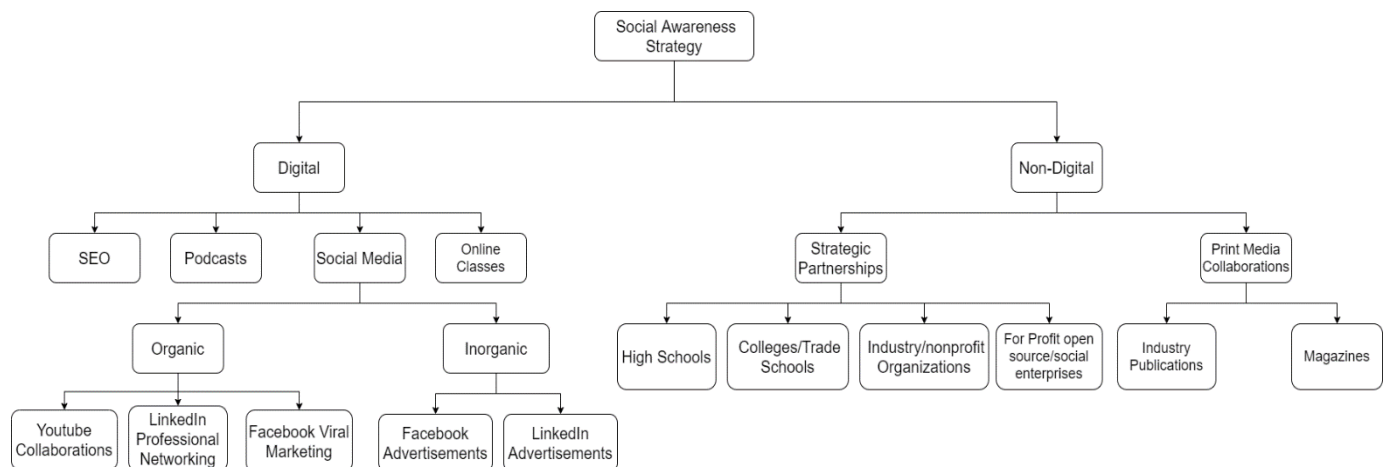 Social Awareness
Strategy
Digital
Non-Digital
SEO
Podcasts
Social Media
Online
Classes
Strategic
Partnerships
Print Media
Collaborations
Organic
Inorganic
High Schools
Colleges/Trade
Schools
Industry/nonprofit
Organizations
For Profit open
source/social
enterprises
Industry
Publications
Magazines
Youtube
Collaborations
LinkedIn
Professional
Networking
Facebook Viral
Marketing
Facebook
Advertisements
LinkedIn
Advertisements